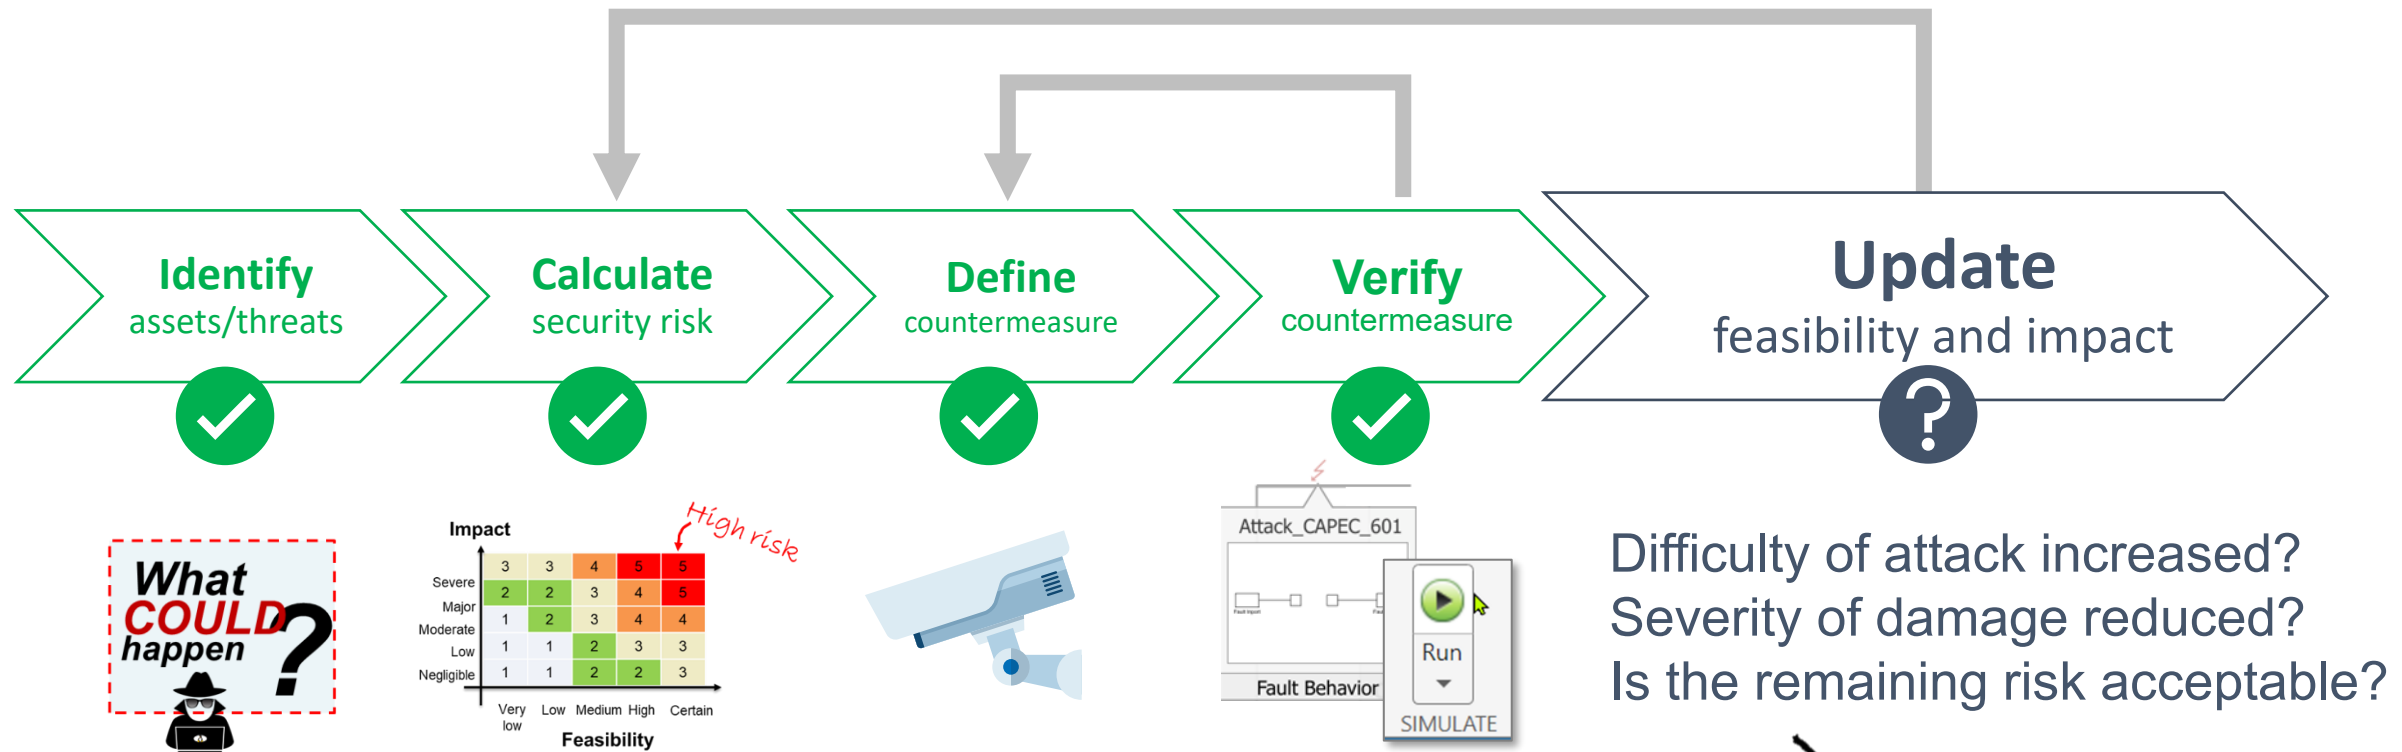 Identify
assets/threats
Calculate
security risk
Define
countermeasure
Verify
countermeasure
Update
feasibility and impact
?
What
COULD
happen
?
Impact
High risk
Severe
Major
Moderate
Low
Negligible
3 3 4 5 5
2 2 3 4 5
1 2 3 4 4
1 1 2 3 3
1 1 2 2 3
Very low Low Medium High Certain
Feasibility
Attack_CAPEC_601
Fault Behavior
Run
SIMULATE
Difficulty of attack increased?
Severity of damage reduced?
Is the remaining risk acceptable?